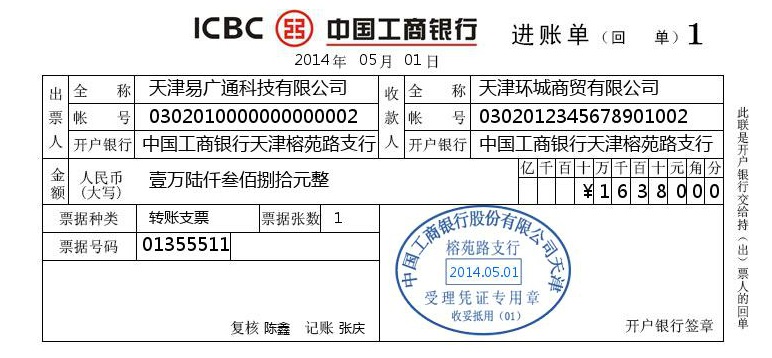 ICBC 中国工商银行 进账单（回 单）1
2014年 05月 01日
出票人 全 称 天津易广通科技有限公司 收款人 全 称 天津环城商贸有限公司
帐 号 0302010000000000002 帐 号 0302012345678901002
开户银行 中国工商银行天津榕苑路支行 开户银行 中国工商银行天津榕苑路支行
金额 人民币（大写） 壹万陆仟叁佰捌拾元整 亿千百十万千百十元角分
¥1638000
票据种类 转账支票 票据张数 1
票据号码 01355511
中国工商银行股份有限公司天津
榕苑路支行
2014.05.01
受理凭证专用章
收妥抵用（01）
复核 陈鑫 记账 张庆 开户银行签章
此联是开户银行交给持（出）票人的回单